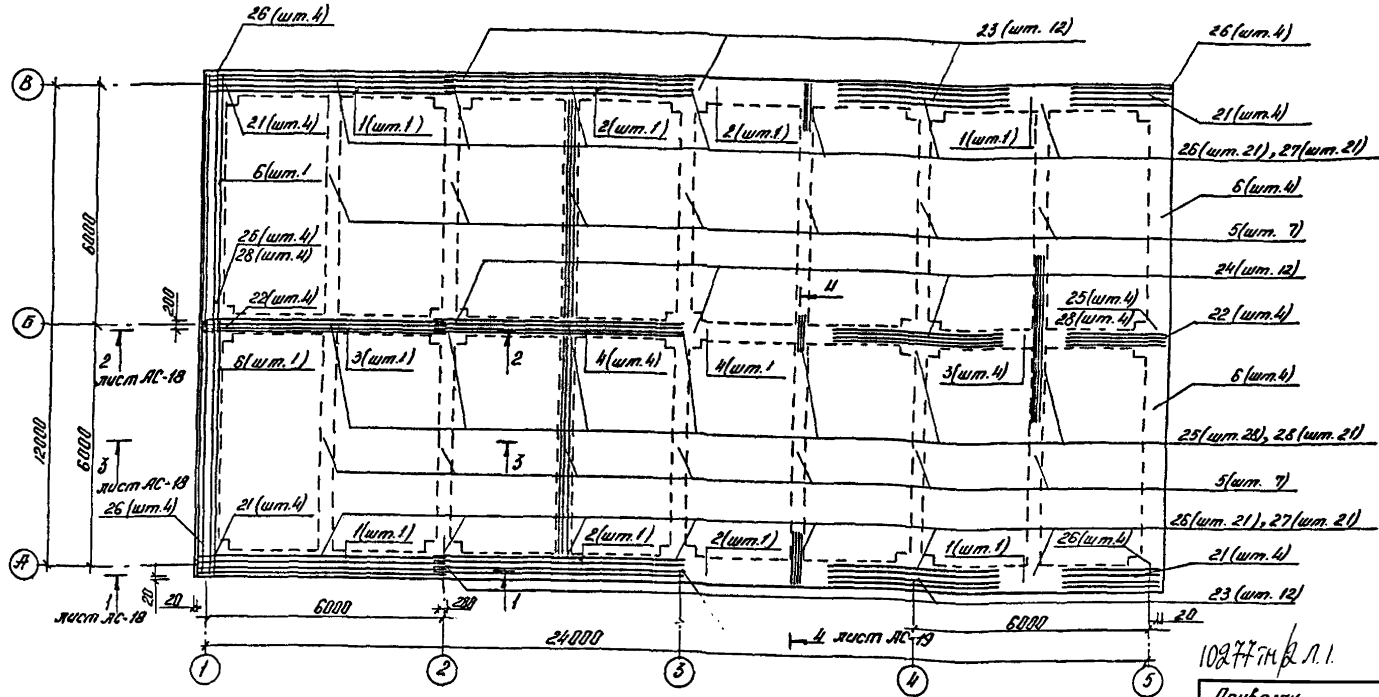 26 (шт. 4)
23 (шт. 12)
26 (шт. 4)
В
21 (шт. 4)
1 (шт. 1)
2 (шт. 1)
2 (шт. 1)
1 (шт. 1)
21 (шт. 4)
26 (шт. 21), 27 (шт. 21)
6 (шт. 1
6 (шт. 4)
5 (шт. 7)
6000
26 (шт. 4)
28 (шт. 4)
24 (шт. 12)
200
22 (шт. 4)
4
25 (шт. 4)
28 (шт. 4)
22 (шт. 4)
Б
2
лист АС-18
6 (шт. 1)
3 (шт. 1)
2
4 (шт. 4)
4 (шт. 1
3 (шт. 4)
6 (шт. 4)
12000
6000
25 (шт. 28), 28 (шт. 21)
3
лист АС-18
3
5 (шт. 7)
26 (шт. 4)
21 (шт. 4)
1 (шт. 1)
2 (шт. 1)
2 (шт. 1)
1 (шт. 1)
26 (шт. 4)
26 (шт. 21), 27 (шт. 21)
А
21 (шт. 4)
20
1
лист АС-18
20
6000
280
1
23 (шт. 12)
6000
20
24000
4 лист АС-19
1
2
3
4
5
10277тм/2 Л.1.